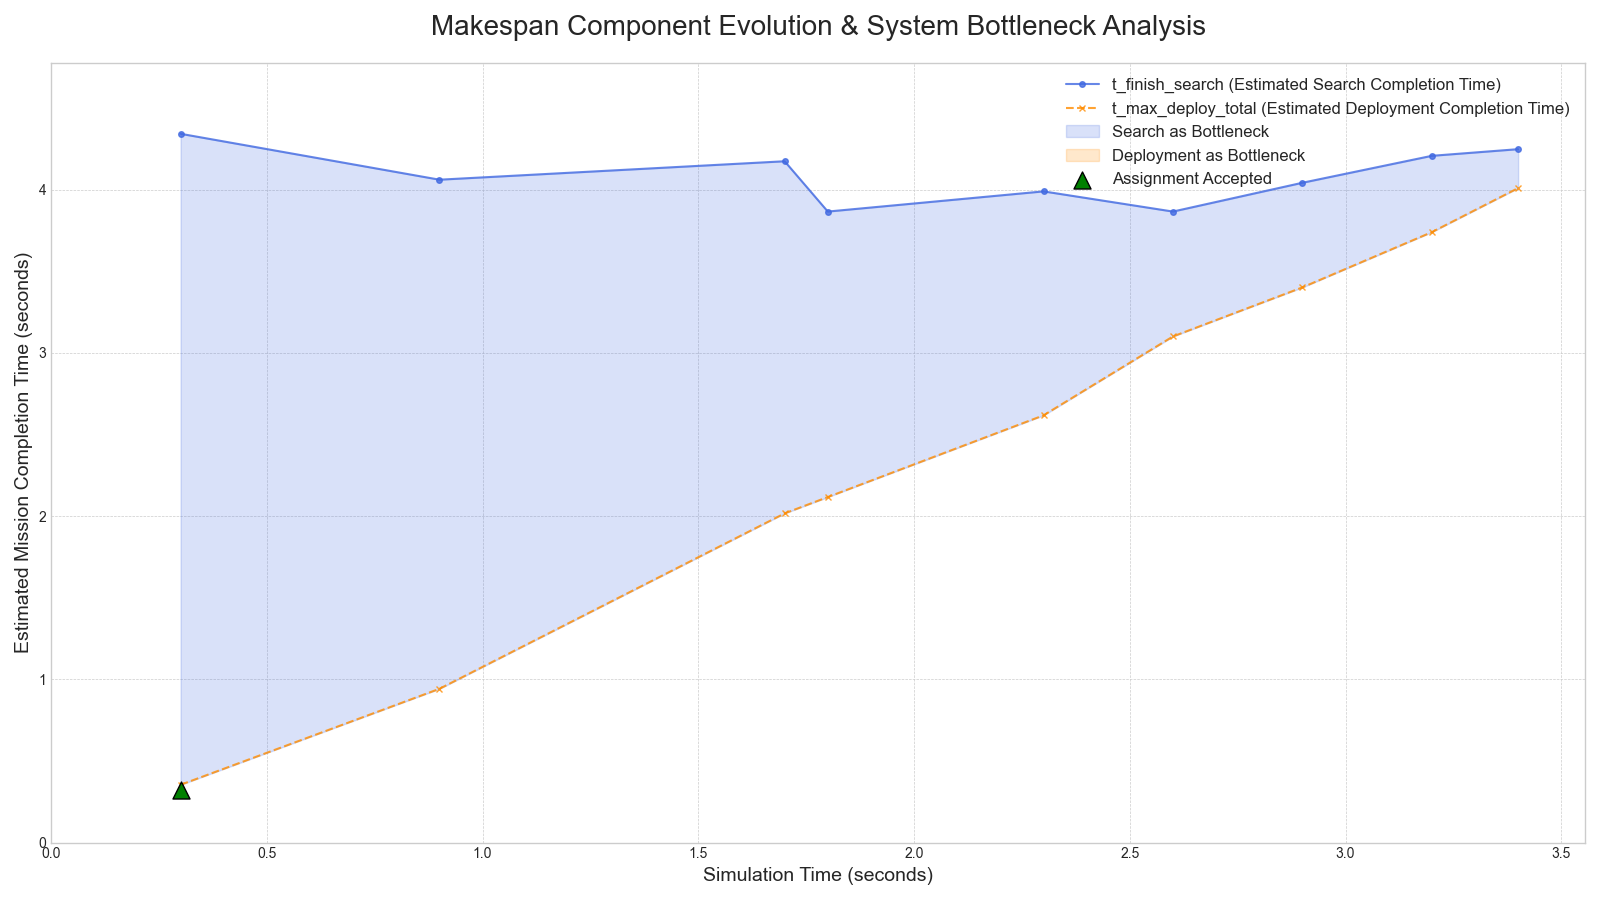 Makespan Component Evolution & System Bottleneck Analysis
t_finish_search (Estimated Search Completion Time)
t_max_deploy_total (Estimated Deployment Completion Time)
Search as Bottleneck
Deployment as Bottleneck
Assignment Accepted
Estimated Mission Completion Time (seconds)
4
3
2
1
0
0.0 0.5 1.0 1.5 2.0 2.5 3.0 3.5
Simulation Time (seconds)